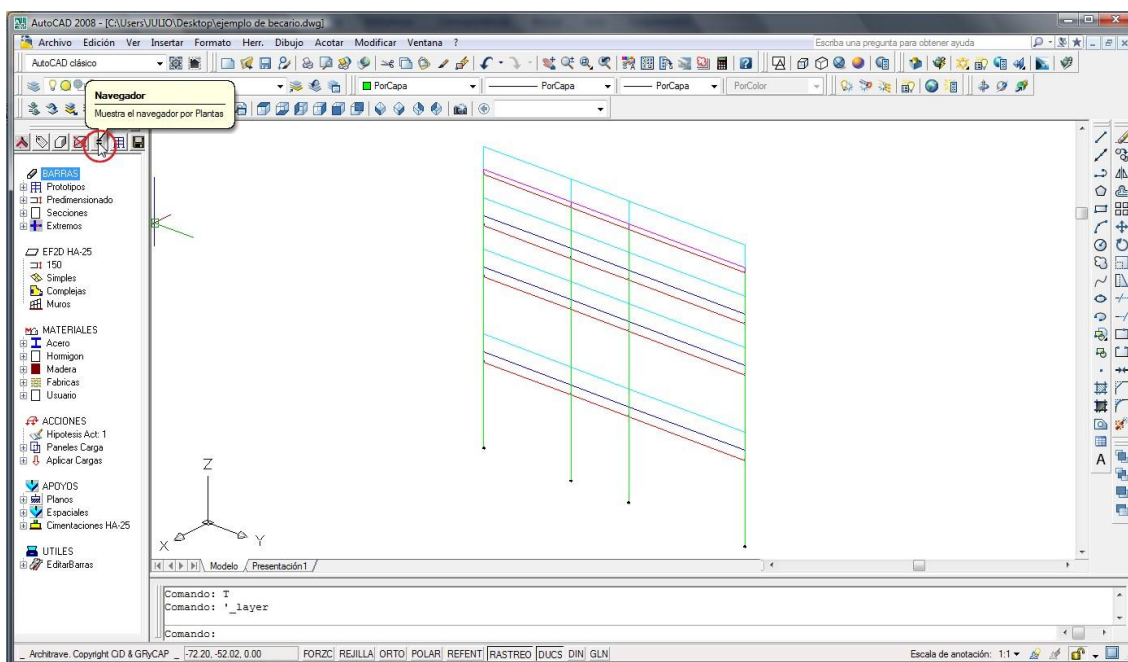 AutoCAD 2008 - [C:\Users\JULIO\Desktop\ejemplo de becario.dwg]
Archivo Edición Ver Insertar Formato Herr. Dibujo Acotar Modificar Ventana ?
Escriba una pregunta para obtener ayuda
AutoCAD clásico
PorCapa PorCapa PorCapa PorColor
Navegador
Muestra el navegador por Plantas
BARRAS
Prototipos
Predimensionado
Secciones
Extremos
EF2D HA-25
150
Simples
Complejas
Muros
MATERIALES
Acero
Hormigon
Madera
Fabricas
Usuario
ACCIONES
Hipotesis Act: 1
Paneles Carga
Aplicar Cargas
APOYOS
Planos
Espaciales
Cimentaciones HA-25
UTILES
EditarBarras
Z
X
Y
Modelo Presentación1
Comando: T
Comando: '_layer
Comando:
_ Architrave. Copyright CiD & GRyCAP _ -72.20, -52.02, 0.00 FORZC REJILLA ORTO POLAR REFENT RASTREO DUCS DIN GLN Escala de anotación: 1:1